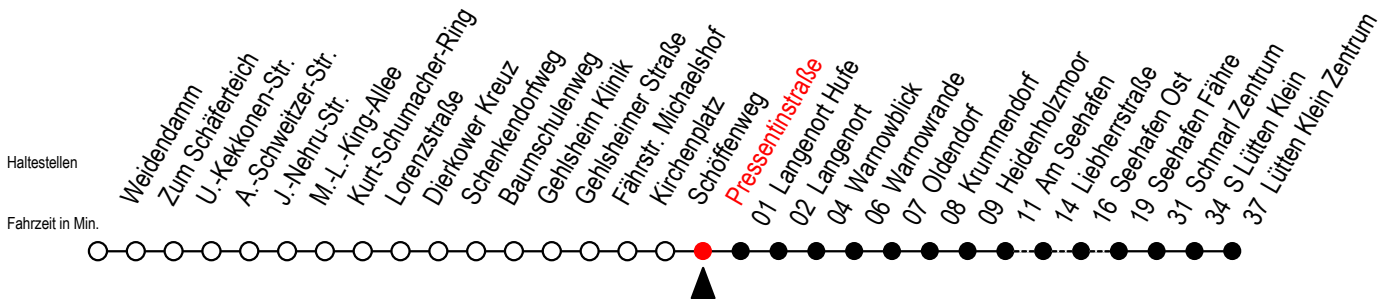 Haltestellen
Fahrzeit in Min.
Weidendamm
Zum Schäferteich
U.-Kekkonen-Str.
A.-Schweitzer-Str.
J.-Nehru-Str.
M.-L.-King-Allee
Kurt-Schumacher-Ring
Lorenzstraße
Dierkower Kreuz
Schenkendorfweg
Baumschulenweg
Gehlsheim Klinik
Gehlsheimer Straße
Fährstr. Michaelshof
Kirchenplatz
Schöffenweg
Pressentinstraße
01 Langenort Hufe
02 Langenort
04 Warnowblick
06 Warnowrande
07 Oldendorf
08 Krummendorf
09 Heidenholzmoor
11 Am Seehafen
14 Liebherrstraße
16 Seehafen Ost
19 Seehafen Fähre
31 Schmarl Zentrum
34 S Lütten Klein
37 Lütten Klein Zentrum